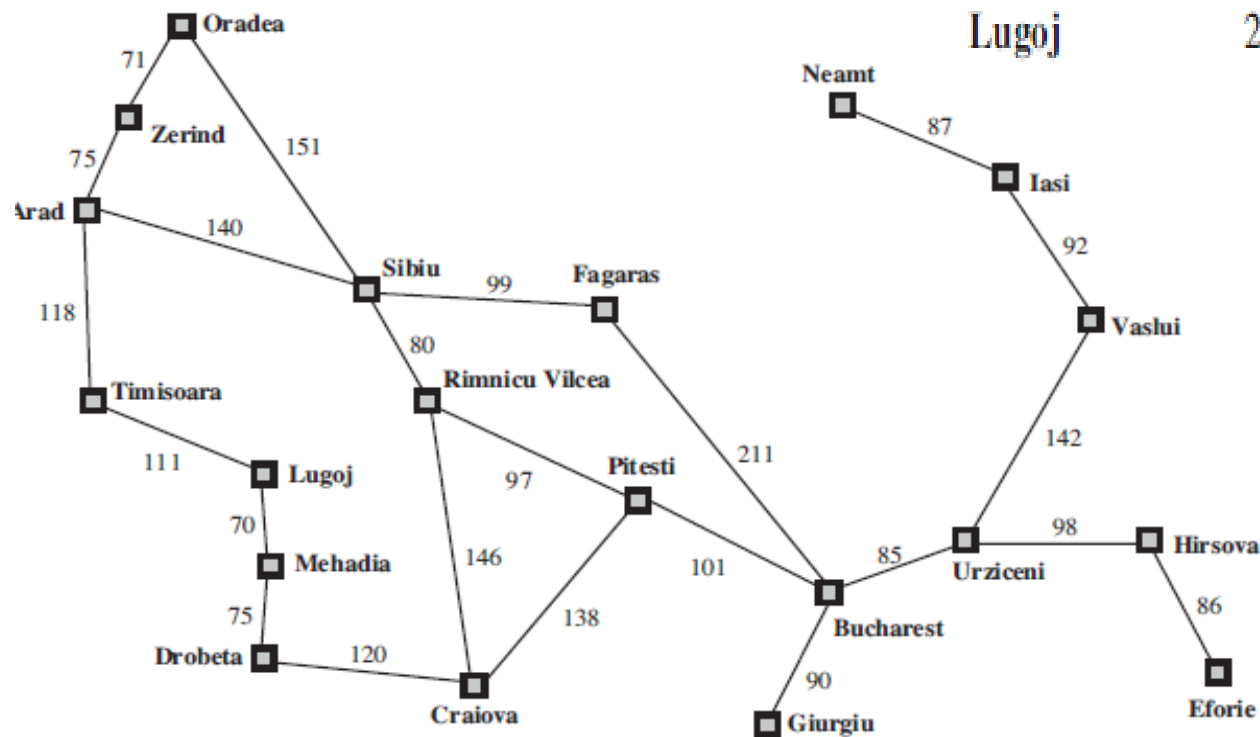 Oradea
Lugoj 2
71
Neamt
87
Zerind
151
Iasi
75
Arad
140
92
Sibiu
99
Fagaras
118
Vaslui
80
Rimnicu Vilcea
Timisoara
142
111
Lugoj
97
Pitesti
211
70
98
Mehadia
146
101
85
Urziceni
Hirsova
75
138
86
Bucharest
Drobeta
120
90
Craiova
Giurgiu
Eforie